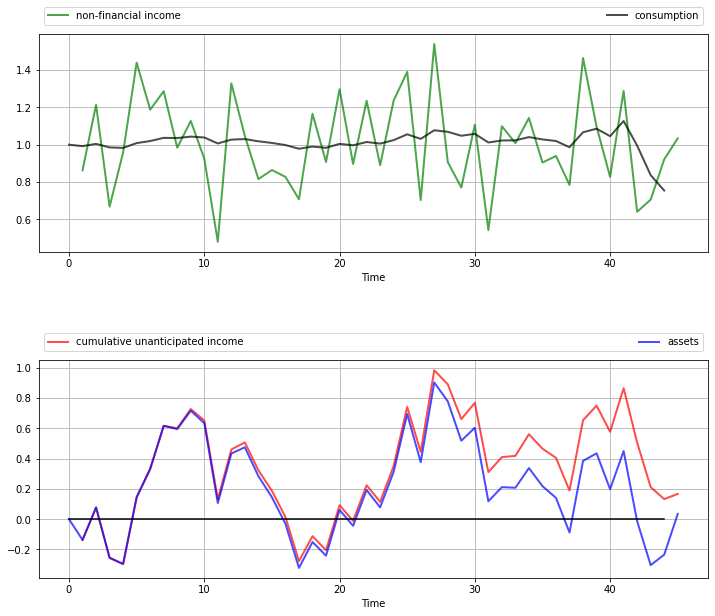 non-financial income consumption
1.4
1.2
1.0
0.8
0.6
0 10 20 30 40
Time
cumulative unanticipated income assets
1.0
0.8
0.6
0.4
0.2
0.0
−0.2
0 10 20 30 40
Time